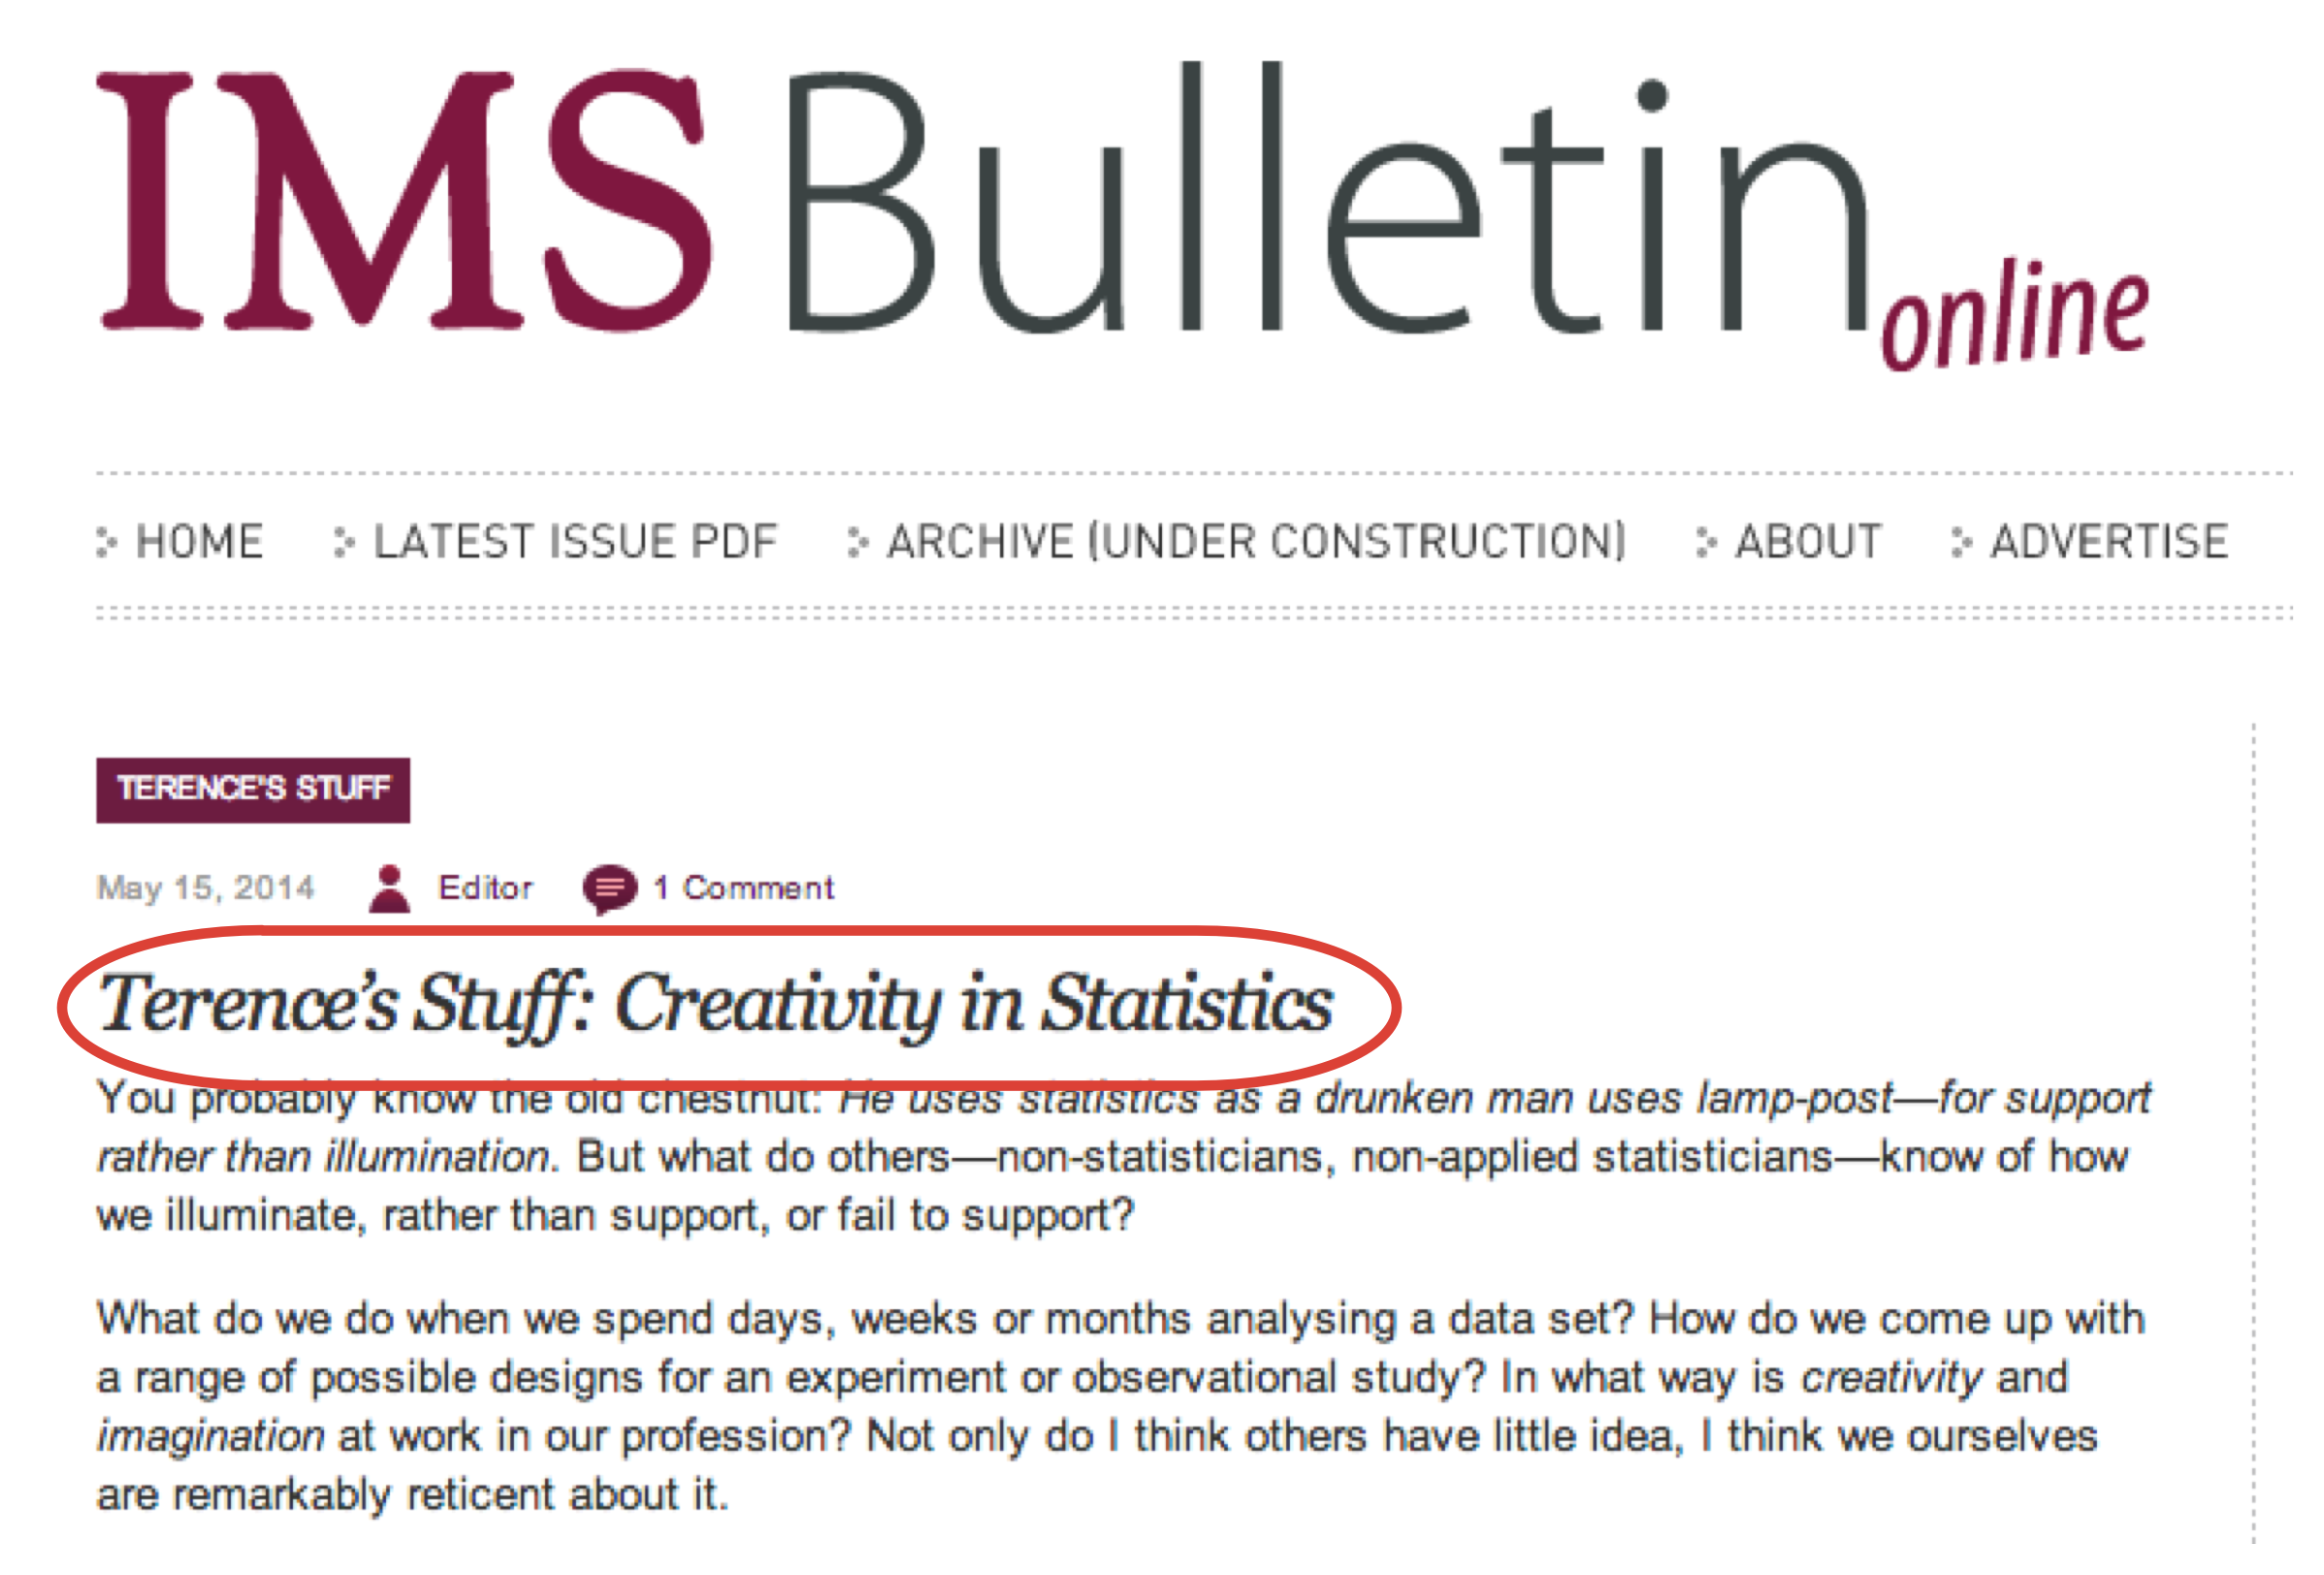 IMS Bulletin online
HOME LATEST ISSUE PDF ARCHIVE (UNDER CONSTRUCTION) ABOUT ADVERTISE
TERENCE'S STUFF
May 15, 2014 Editor 1 Comment
Terence’s Stuff: Creativity in Statistics
You probably know the old chestnut: He uses statistics as a drunken man uses lamp-post—for support
rather than illumination. But what do others—non-statisticians, non-applied statisticians—know of how
we illuminate, rather than support, or fail to support?
What do we do when we spend days, weeks or months analysing a data set? How do we come up with
a range of possible designs for an experiment or observational study? In what way is creativity and
imagination at work in our profession? Not only do I think others have little idea, I think we ourselves
are remarkably reticent about it.